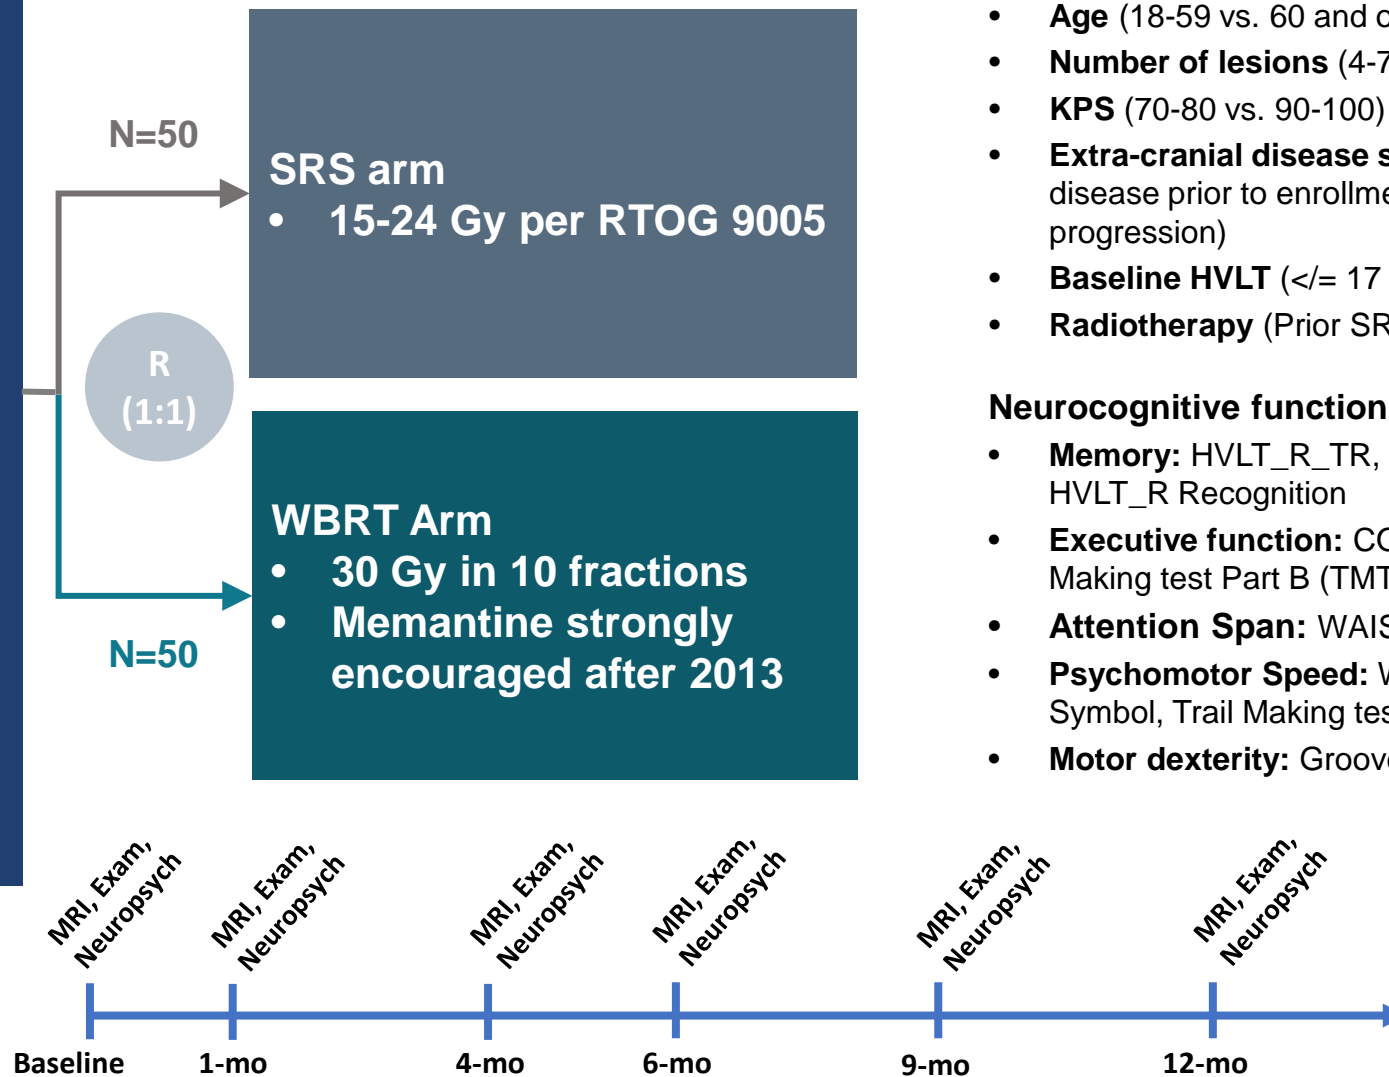 N=50
SRS arm
• 15-24 Gy per RTOG 9005
R
(1:1)
WBRT Arm
• 30 Gy in 10 fractions
• Memantine strongly
encouraged after 2013
N=50
• Age (18-59 vs. 60 and
• Number of lesions (4-7
• KPS (70-80 vs. 90-100)
• Extra-cranial disease
disease prior to
progression)
• Baseline HVLT (</= 17
• Radiotherapy (Prior
Neurocognitive function
• Memory: HVLT_R_TR,
HVLT_R Recognition
• Executive function:
Making test Part B (TMT
• Attention Span: WAIS
• Psychomotor Speed:
Symbol, Trail Making
• Motor dexterity:
MRI, Exam,
Neuropsych
MRI, Exam,
Neuropsych
MRI, Exam,
Neuropsych
MRI, Exam,
Neuropsych
MRI, Exam,
Neuropsych
MRI, Exam,
Neuropsych
Baseline
1-mo
4-mo
6-mo
9-mo
12-mo